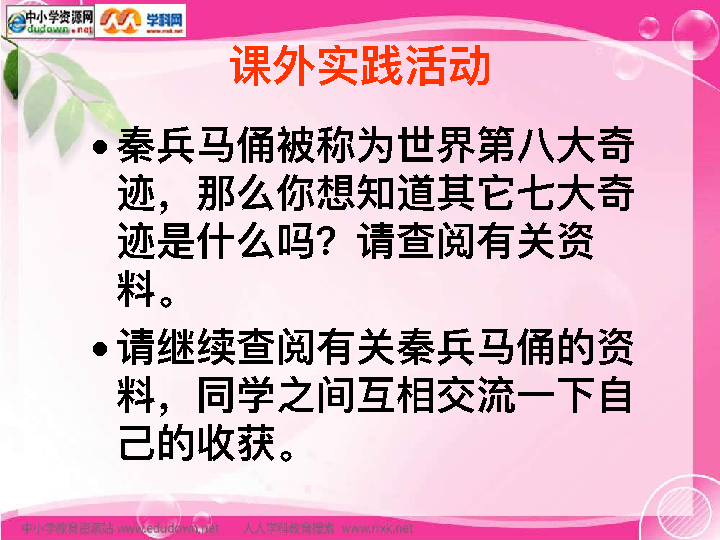 中小学资源网
edudown.net
学科网
www.nxk.net
课外实践活动
•秦兵马俑被称为世界第八大奇
迹，那么你想知道其它七大奇
迹是什么吗？请查阅有关资
料。
•请继续查阅有关秦兵马俑的资
料，同学之间互相交流一下自
己的收获。
中小学教育资源站 www.edudown.net 人人学科教育搜索 www.rrxk.net